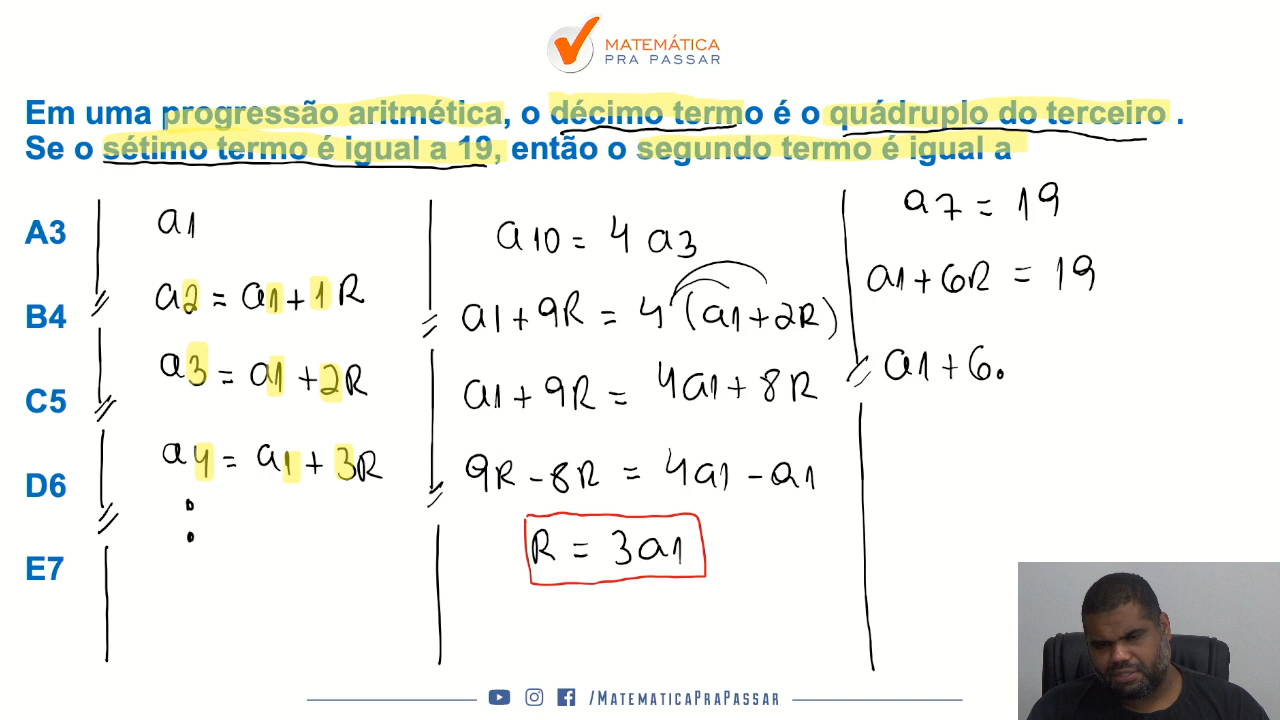 MATEMÁTICA
PRA PASSAR
Em uma progressão aritmética, o décimo termo é o quádruplo do terceiro .
Se o sétimo termo é igual a 19, então o segundo termo é igual a
A3
B4
C5
D6
E7
a1
a2 = a1 + 1R
a3 = a1 + 2R
a4 = a1 + 3R
:
a10 = 4 a3
a1 + 9R = 4 (a1 + 2R)
a1 + 9R = 4a1 + 8R
9R - 8R = 4a1 - a1
R = 3a1
a7 = 19
a1 + 6R = 19
a1 + 6.
/MATEMATICAPRAPASSAR